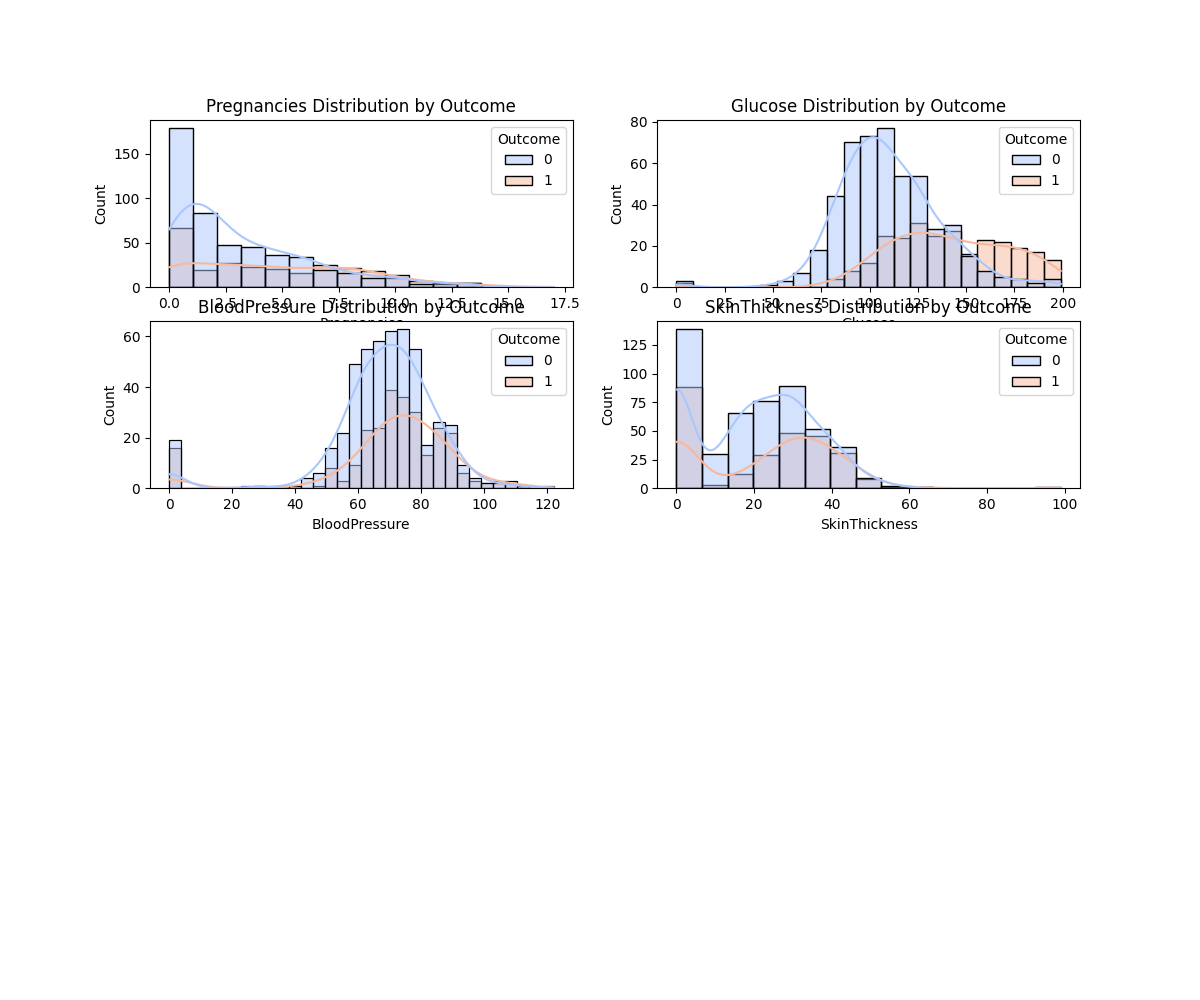 Pregnancies Distribution by Outcome
Count
150
100
50
0
0.0 2.5 5.0 7.5 10.0 12.5 15.0 17.5
Pregnancies
Outcome
0
1
Glucose Distribution by Outcome
Count
80
60
40
20
0
0 25 50 75 100 125 150 175 200
Glucose
Outcome
0
1
BloodPressure Distribution by Outcome
Count
60
40
20
0
0 20 40 60 80 100 120
BloodPressure
Outcome
0
1
SkinThickness Distribution by Outcome
Count
125
100
75
50
25
0
0 20 40 60 80 100
SkinThickness
Outcome
0
1